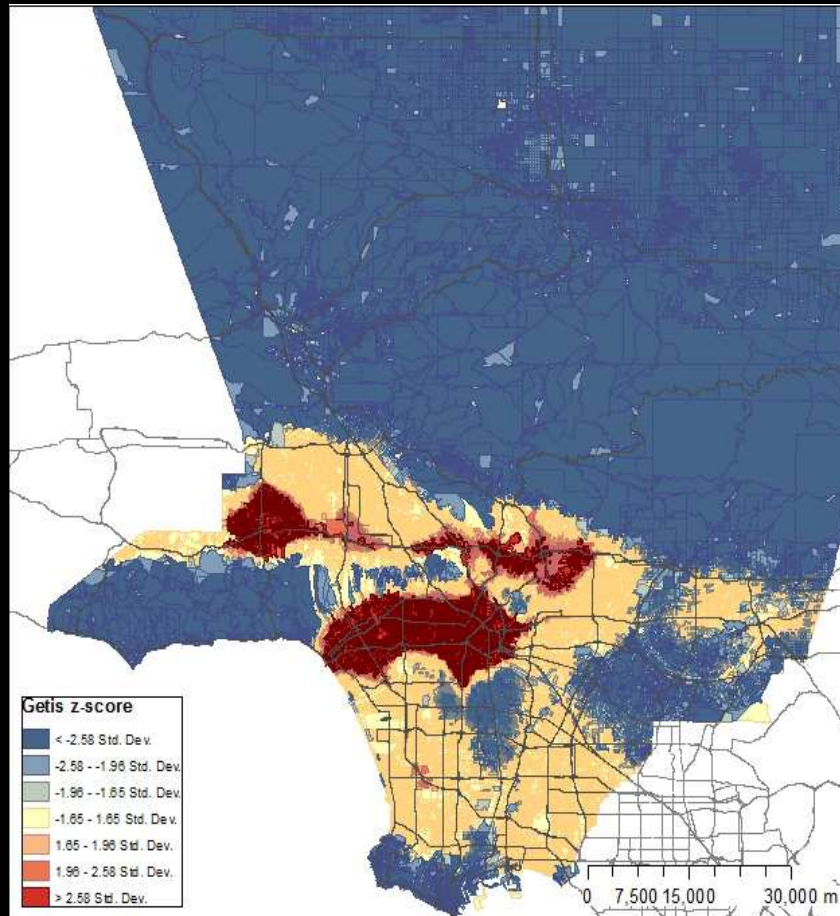 Getis z-score
< -2.58 Std. Dev.
-2.58 - -1.96 Std. Dev.
-1.96 - -1.65 Std. Dev.
-1.65 - 1.65 Std. Dev.
1.65 - 1.96 Std. Dev.
1.96 - 2.58 Std. Dev.
> 2.58 Std. Dev.
0 7,500 15,000 30,000 m